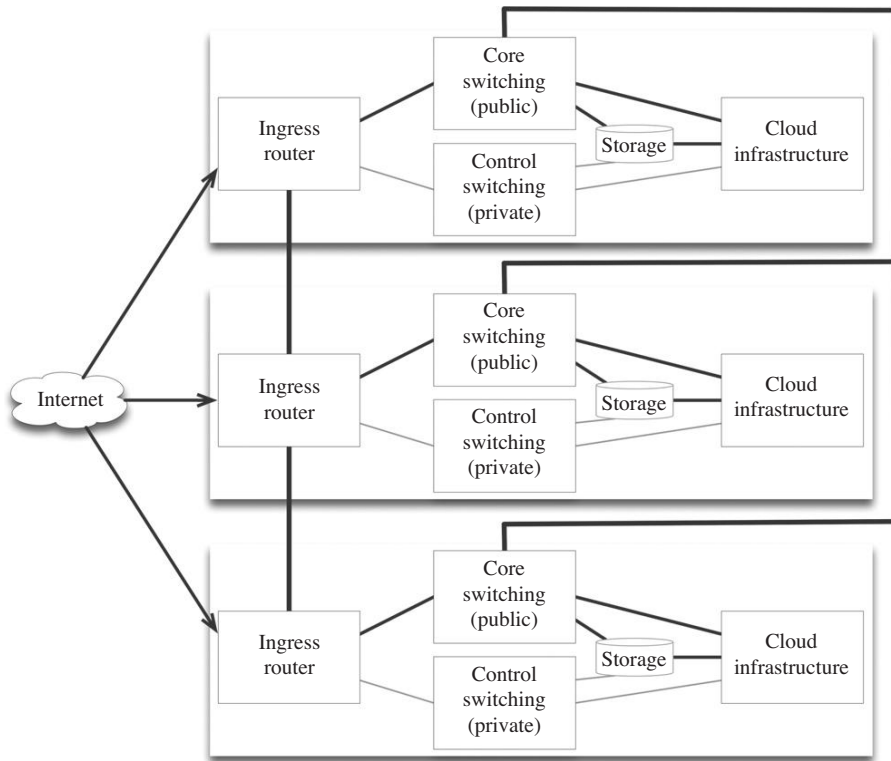 Core
switching
(public)
Ingress
router
Storage
Cloud
infrastructure
Control
switching
(private)
Core
switching
(public)
Internet
Ingress
router
Storage
Cloud
infrastructure
Control
switching
(private)
Core
switching
(public)
Ingress
router
Storage
Cloud
infrastructure
Control
switching
(private)